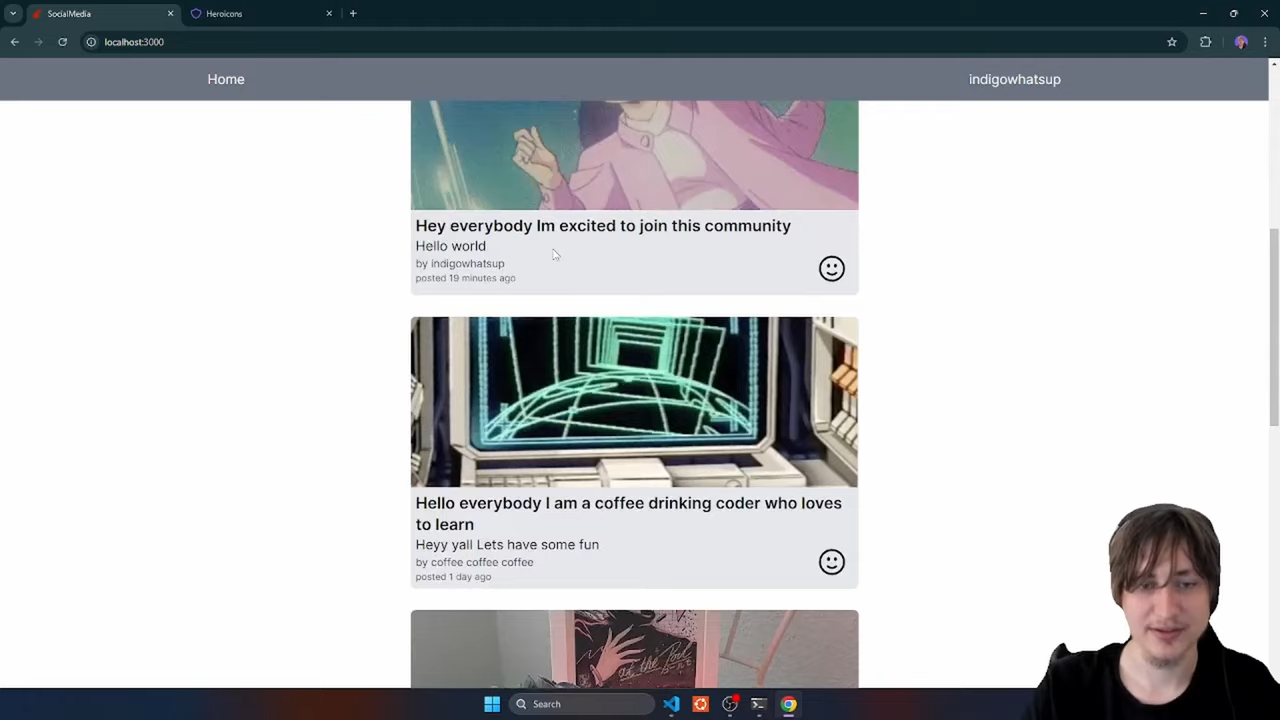 SocialMedia
Heroicons
localhost:3000
Home
indigowhatsup
Hey everybody Im excited to join this community
Hello world
by indigowhatsup
posted 19 minutes ago
Hello everybody I am a coffee drinking coder who loves
to learn
Heyy yall Lets have some fun
by coffee coffee coffee
posted 1 day ago
Search